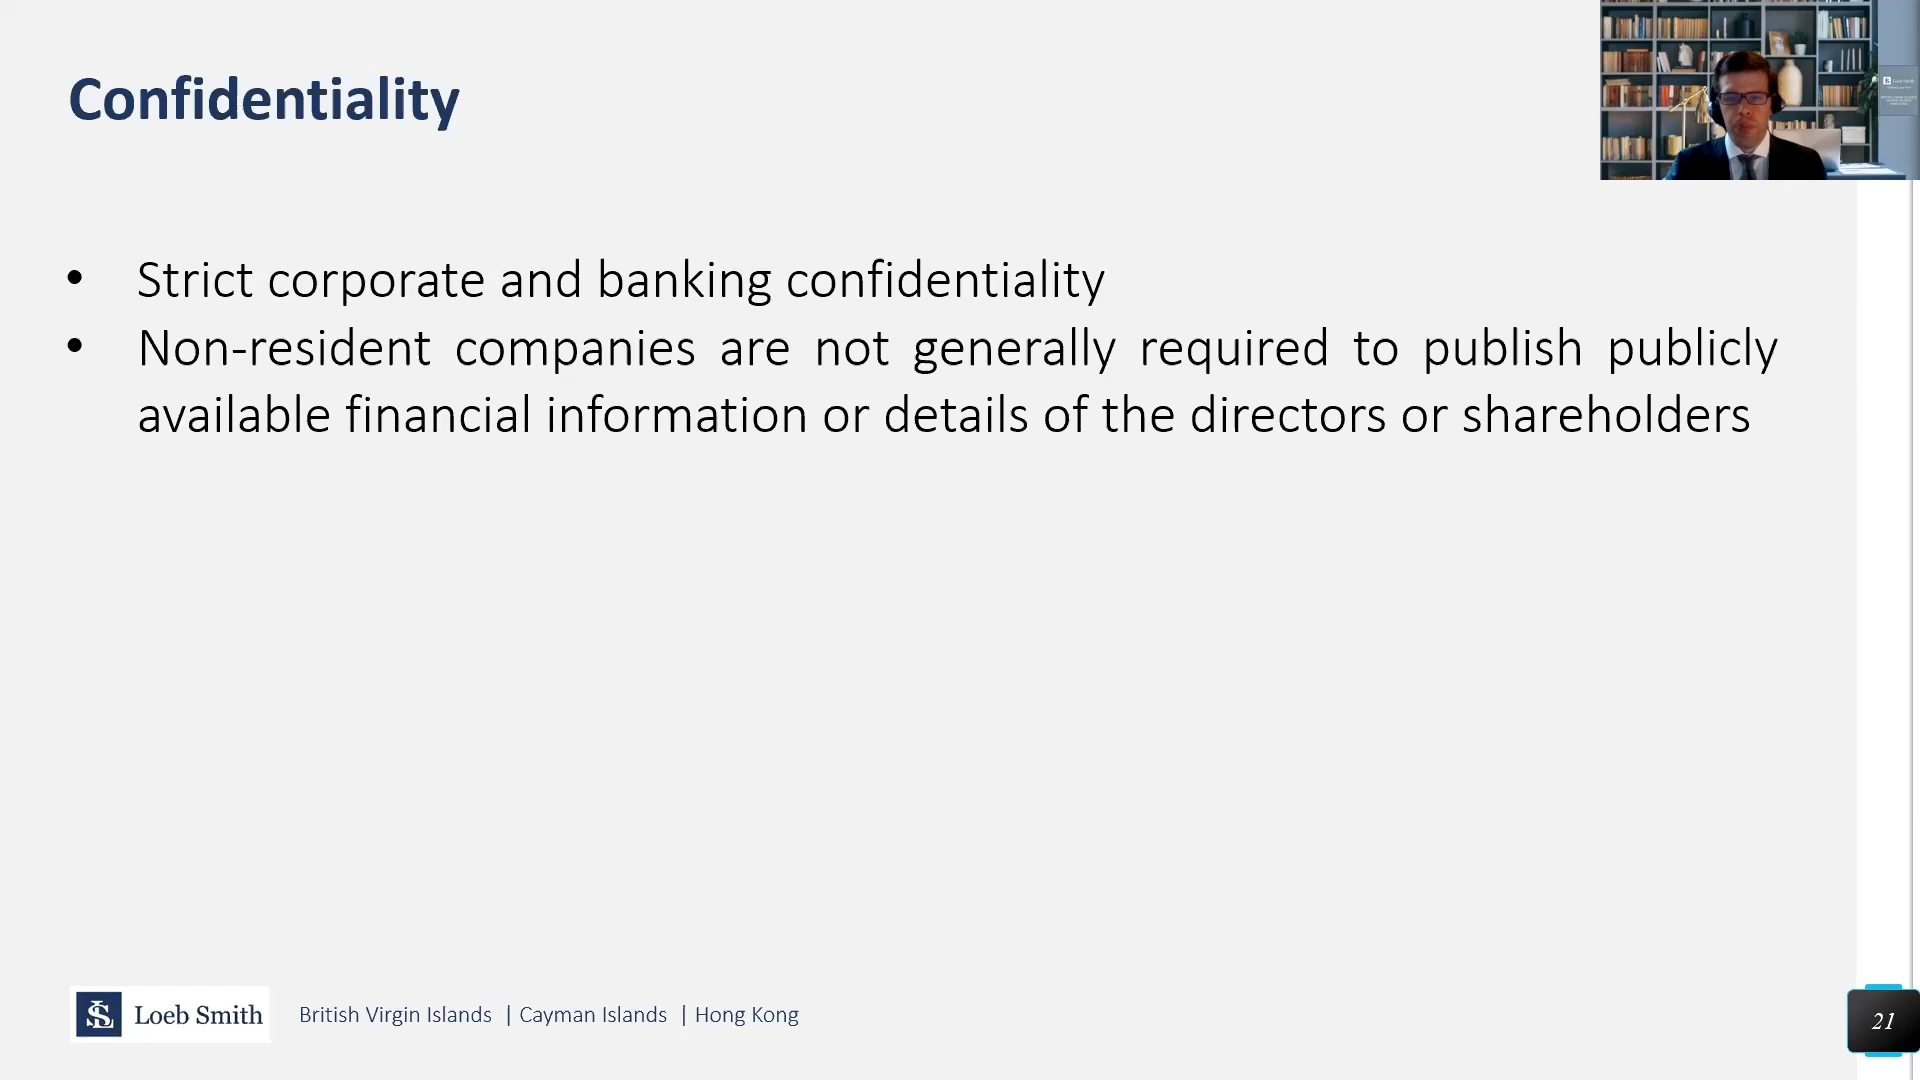 Confidentiality
• Strict corporate and banking confidentiality
• Non-resident companies are not generally required to publish publicly
available financial information or details of the directors or shareholders
Loeb Smith
British Virgin Islands | Cayman Islands | Hong Kong
21